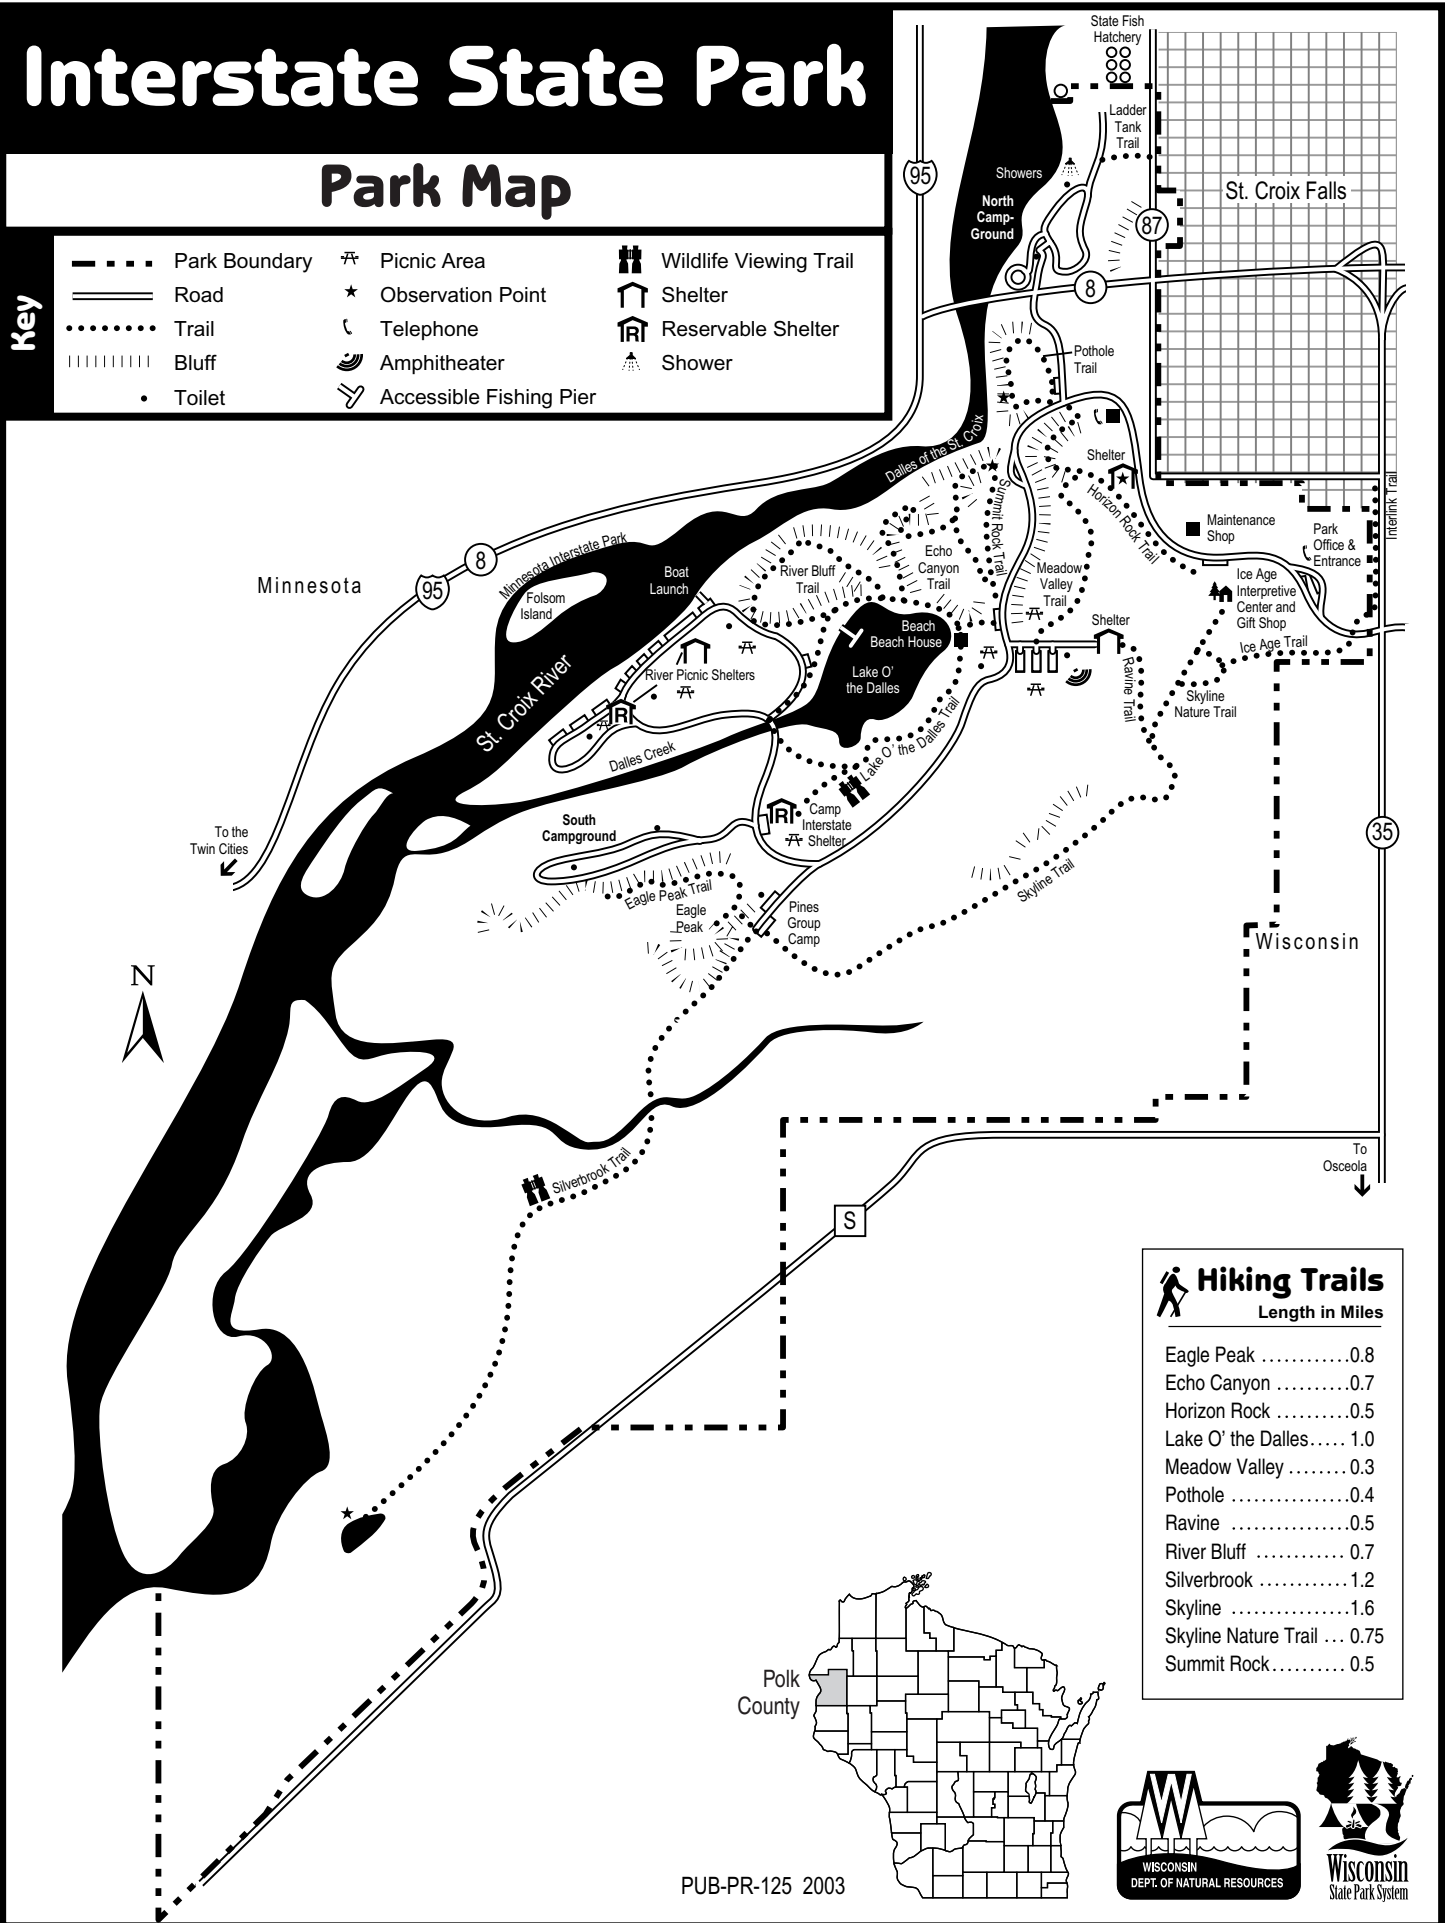 Interstate State Park
Park Map
Key
Park Boundary
Road
Trail
Bluff
Toilet
Picnic Area
Observation Point
Telephone
Amphitheater
Accessible Fishing Pier
Wildlife Viewing Trail
Shelter
R
Reservable Shelter
Shower
State Fish
Hatchery
Ladder
Tank
Trail
95
Showers
North
Camp-
Ground
St. Croix Falls
87
8
Pothole
Trail
Dalles of the St. Croix
Shelter
Summit Rock Trail
Horizon Rock Trail
Interlink Trail
Maintenance
Shop
Park
Office &
Entrance
8
Minnesota Interstate Park
Minnesota
95
Boat
Launch
River Bluff
Trail
Echo
Canyon
Trail
Meadow
Valley
Trail
Ice Age
Interpretive
Center and
Gift Shop
Folsom
Island
Beach
Beach House
Shelter
Ice Age Trail
Lake O'
the Dalles
River Picnic Shelters
R
Ravine Trail
Skyline
Nature Trail
St. Croix River
Dalles Creek
Lake O' the Dalles Trail
R
Camp
Interstate
Shelter
South
Campground
To the
Twin Cities
35
Skyline Trail
Eagle Peak Trail
Eagle
Peak
Pines
Group
Camp
Wisconsin
N
Silverbrook Trail
To
Osceola
S
Hiking Trails
Length in Miles
Eagle Peak ............0.8
Echo Canyon ..........0.7
Horizon Rock ..........0.5
Lake O' the Dalles..... 1.0
Meadow Valley ........0.3
Pothole ................0.4
Ravine ................0.5
River Bluff ............ 0.7
Silverbrook ............1.2
Skyline ................1.6
Skyline Nature Trail ... 0.75
Summit Rock.......... 0.5
Polk
County
PUB-PR-125 2003
W
WISCONSIN
DEPT. OF NATURAL RESOURCES
Wisconsin
State Park System